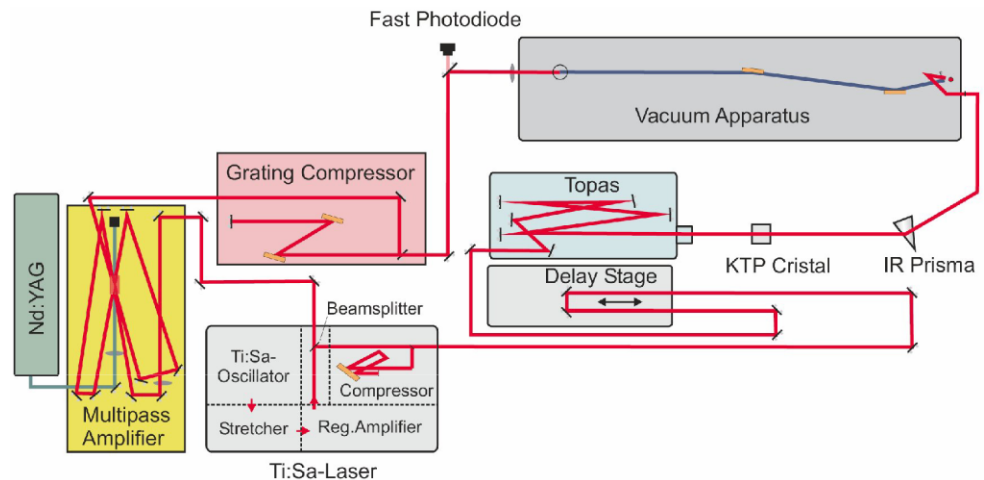 Fast Photodiode
Vacuum Apparatus
Grating Compressor
Topas
Nd:YAG
KTP Cristal
IR Prisma
Delay Stage
Beamsplitter
Ti:Sa-
Oscillator
Compressor
Multipass
Amplifier
Stretcher
Reg.Amplifier
Ti:Sa-Laser